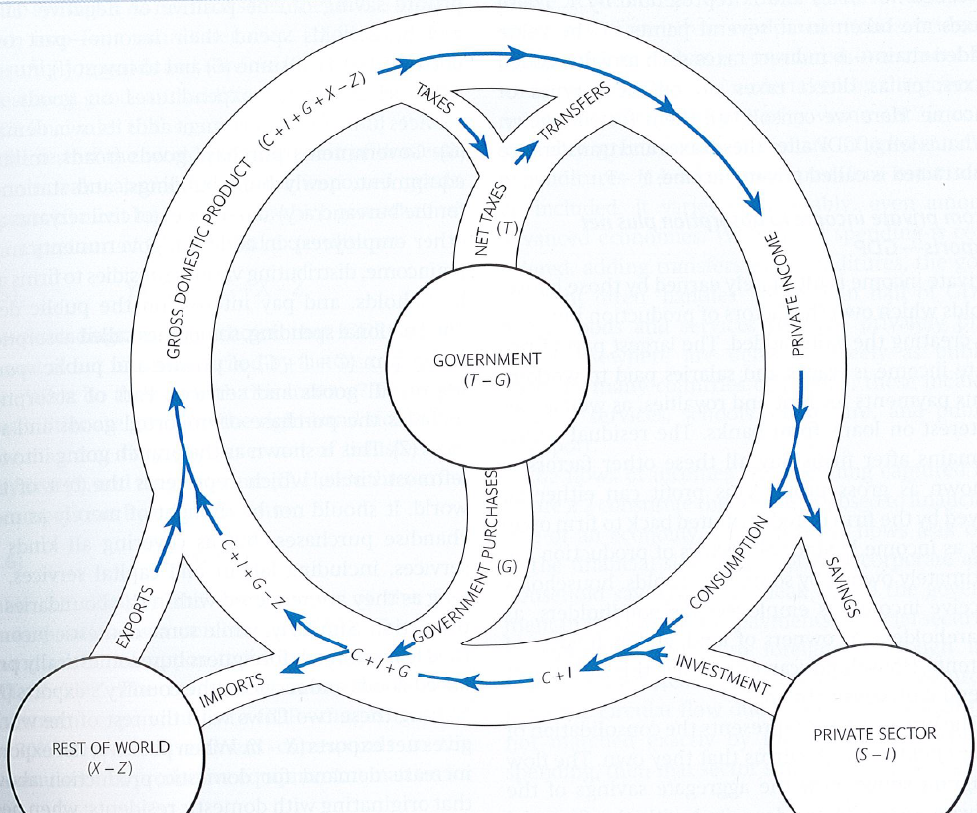 GROSS DOMESTIC PRODUCT (C + I + G + X – Z)
TAXES
TRANSFERS
NET TAXES (T)
PRIVATE INCOME
GOVERNMENT
(T – G)
GOVERNMENT PURCHASES (G)
CONSUMPTION
SAVINGS
C + I + G – Z
EXPORTS
IMPORTS
C + I + G
C + I
INVESTMENT
REST OF WORLD
(X – Z)
PRIVATE SECTOR
(S – I)